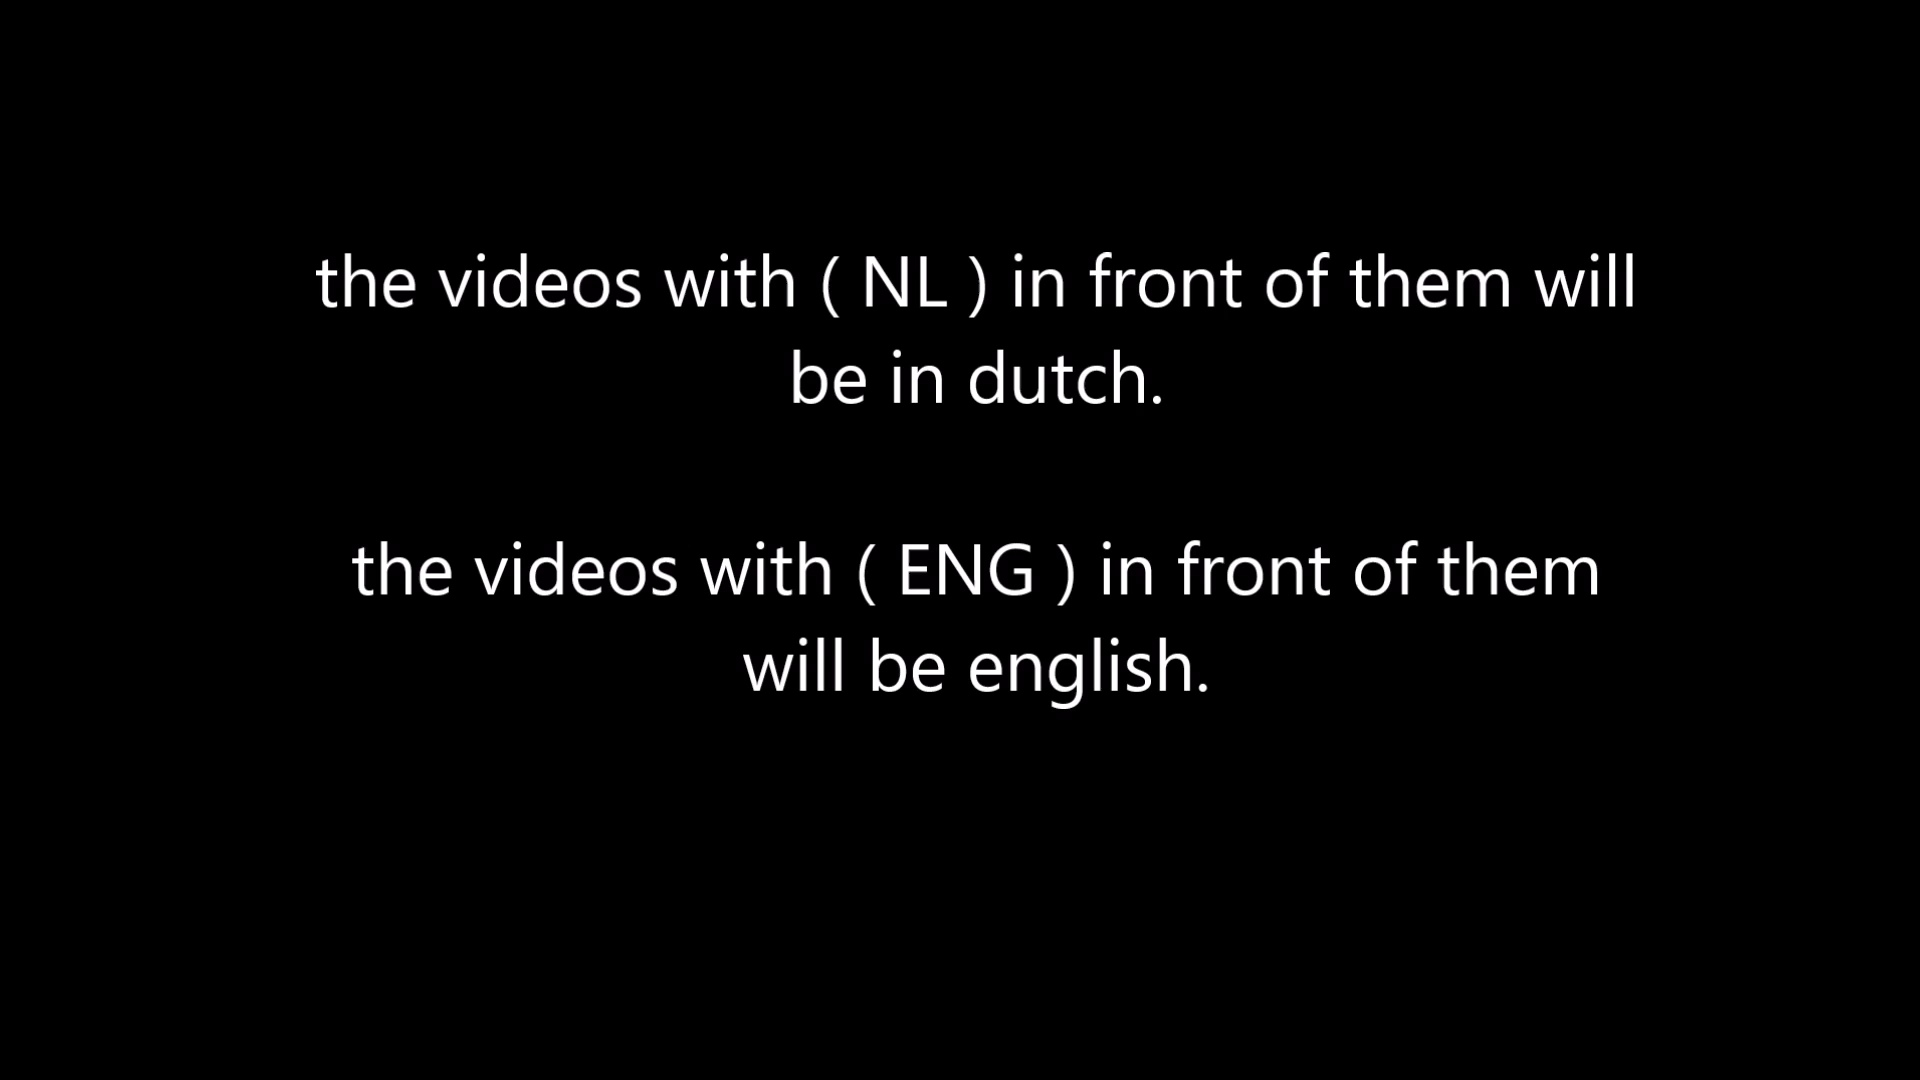 the videos with ( NL ) in front of them will
be in dutch.
the videos with ( ENG ) in front of them
will be english.